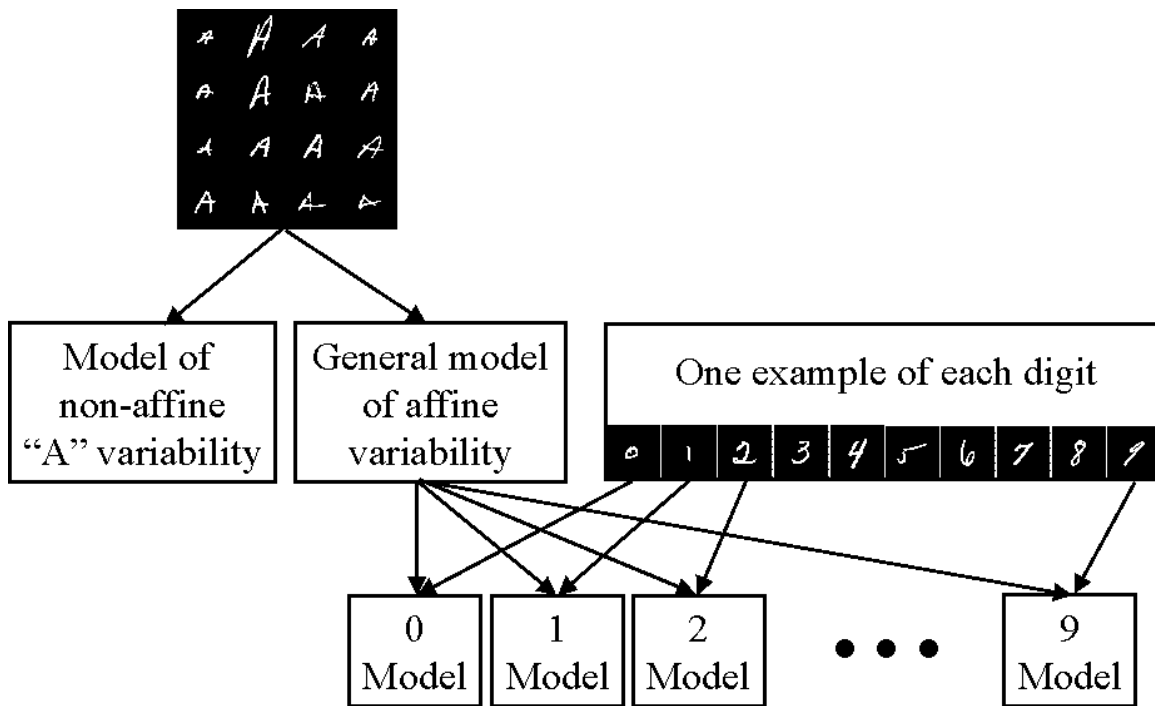 A A A A
A A A A
A A A A
A A A A
Model of
non-affine
“A” variability
General model
of affine
variability
One example of each digit
0 1 2 3 4 5 6 7 8 9
0
Model
1
Model
2
Model
9
Model